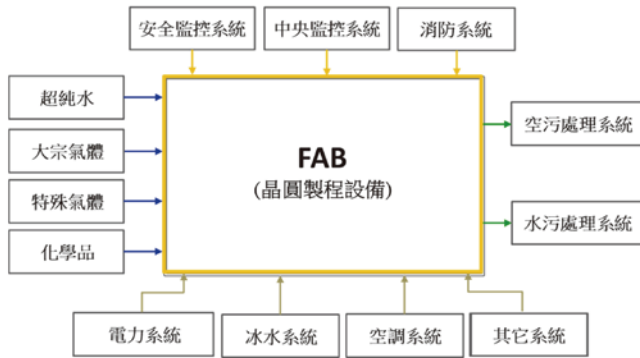 安全監控系統
中央監控系統
消防系統
超純水
大宗氣體
特殊氣體
化學品
FAB
(晶圓製程設備)
空污處理系統
水污處理系統
電力系統
冰水系統
空調系統
其它系統